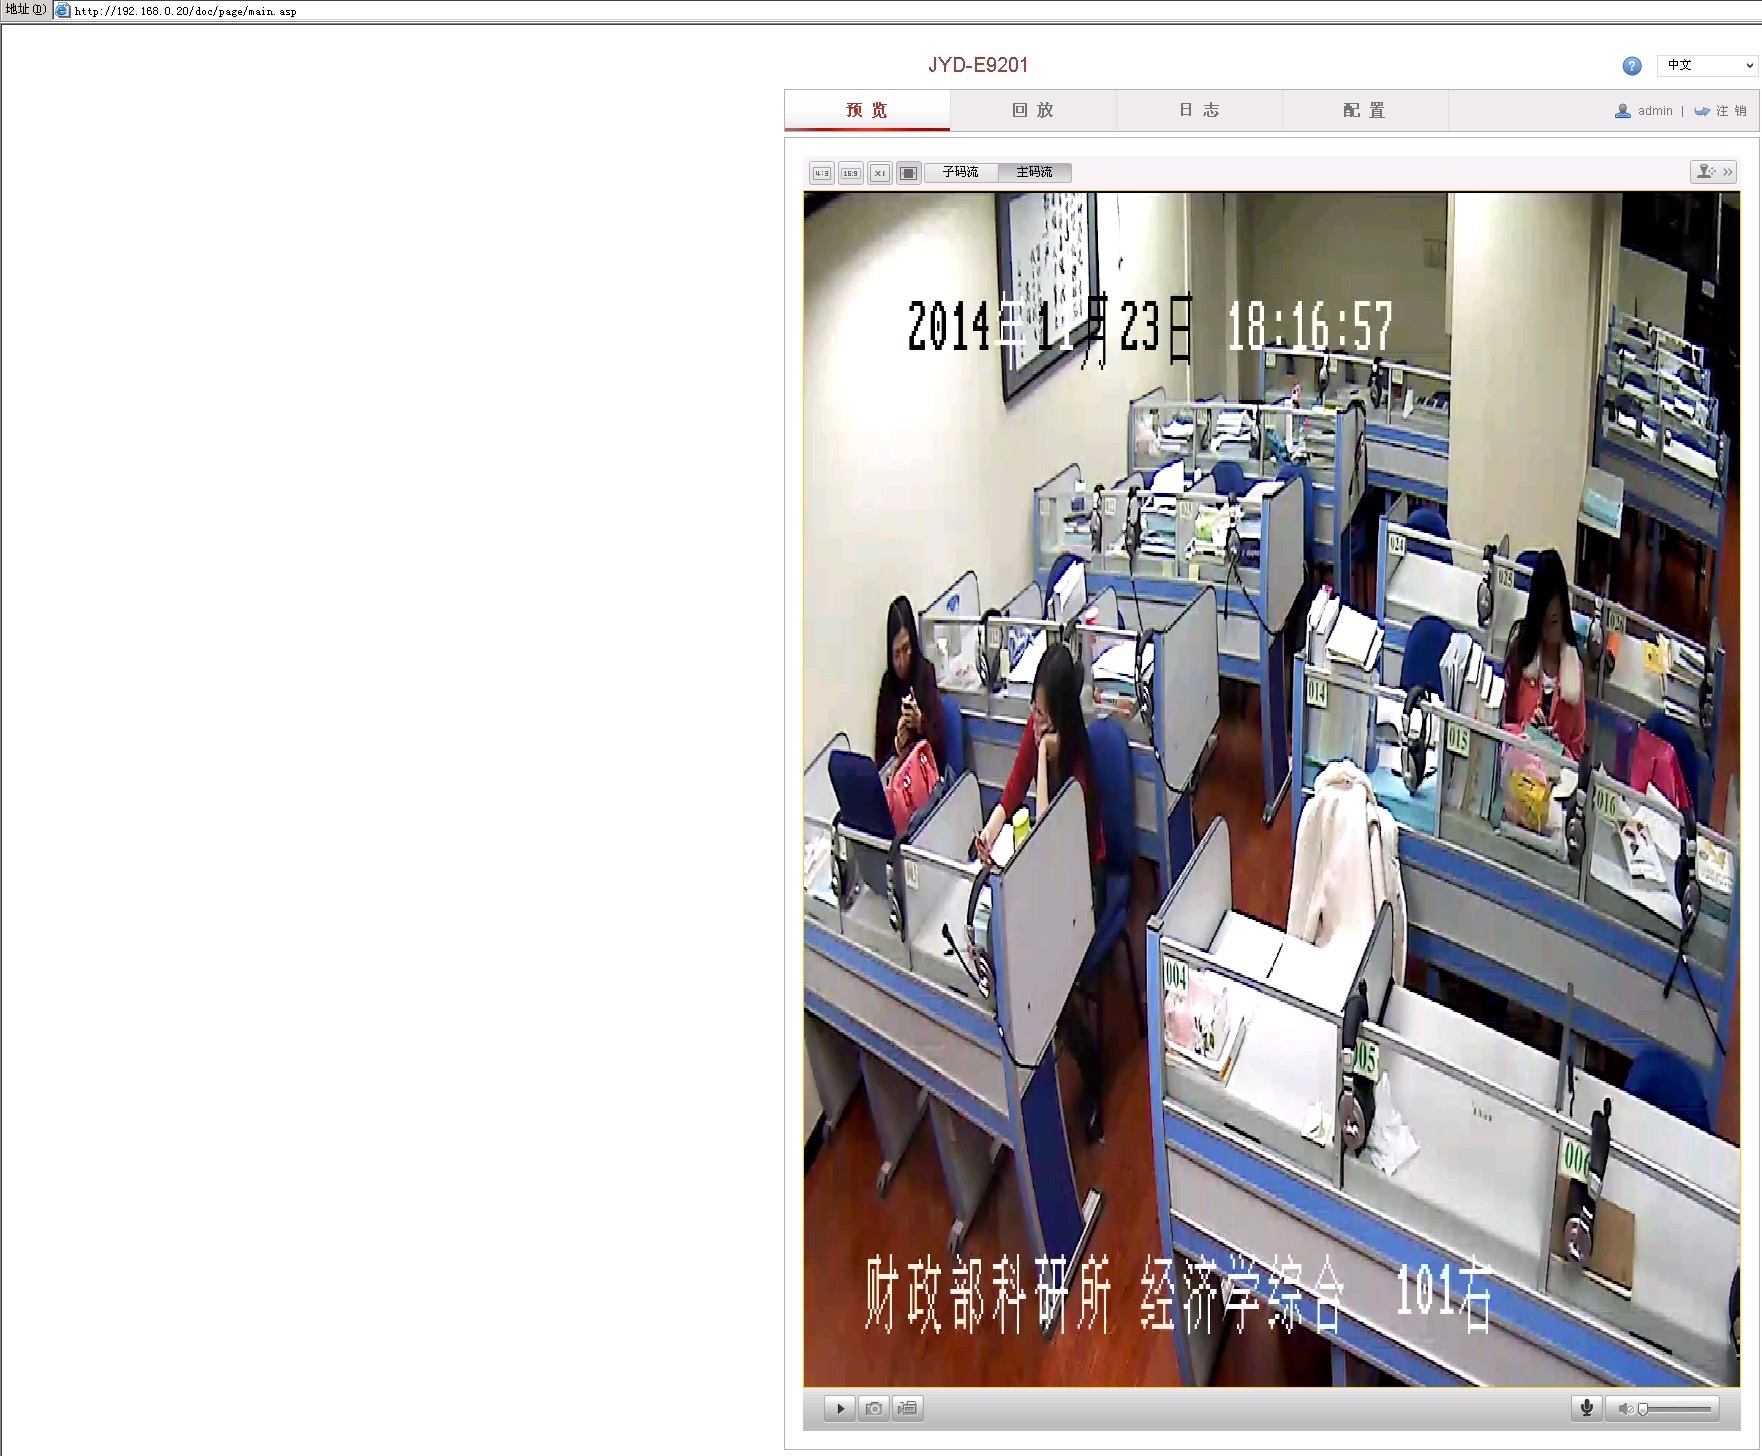 地址(D) http://192.168.0.20/doc/page/main.asp
JYD-E9201
中文
预览 回放 日志 配置 admin | 注销
4:3 16:9 X1 子码流 主码流
2014年11月23日 18:16:57
024
025
026
014
015
016
004
005
006
财政部科研所 经济学综合 101右